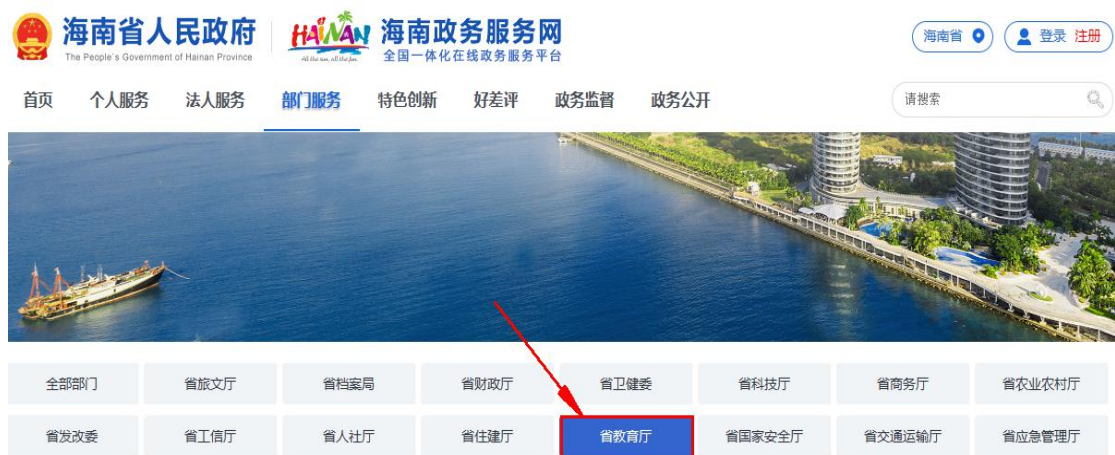 海南省人民政府
The People's Government of Hainan Province
HAINAN
All the sun, all the fun
海南政务服务网
全国一体化在线政务服务平台
海南省
登录 注册
首页 个人服务 法人服务 部门服务 特色创新 好差评 政务监督 政务公开
请搜索
全部部门 省旅文厅 省档案局 省财政厅 省卫健委 省科技厅 省商务厅 省农业农村厅
省发改委 省工信厅 省人社厅 省住建厅 省教育厅 省国家安全厅 省交通运输厅 省应急管理厅